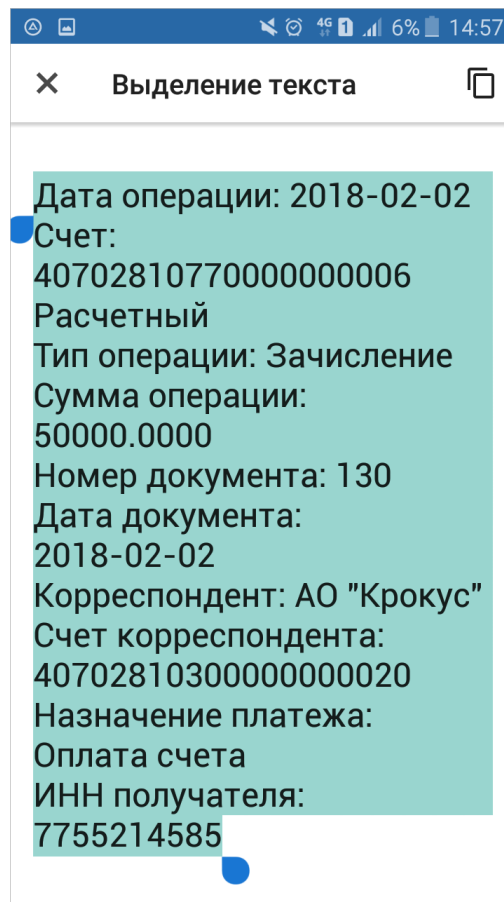 4G 1 6% 14:57
Выделение текста
Дата операции: 2018-02-02
Счет:
40702810770000000006
Расчетный
Тип операции: Зачисление
Сумма операции:
50000.0000
Номер документа: 130
Дата документа:
2018-02-02
Корреспондент: АО "Крокус"
Счет корреспондента:
40702810300000000020
Назначение платежа:
Оплата счета
ИНН получателя:
7755214585